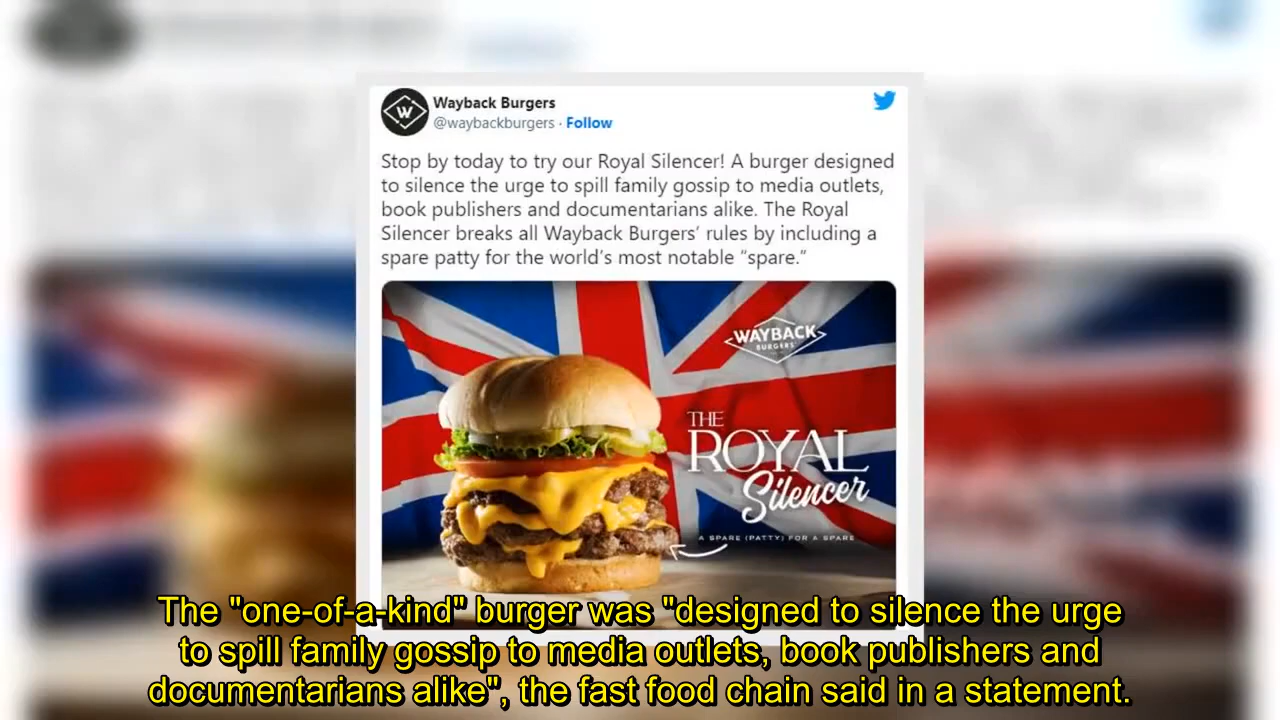 Wayback Burgers
@waybackburgers · Follow
Stop by today to try our Royal Silencer! A burger designed
to silence the urge to spill family gossip to media outlets,
book publishers and documentarians alike. The Royal
Silencer breaks all Wayback Burgers’ rules by including a
spare patty for the world’s most notable “spare.”
W
WAYBACK
BURGERS
THE
ROYAL
Silencer
A SPARE (PATTY) FOR A SPARE
The "one-of-a-kind" burger was "designed to silence the urge
to spill family gossip to media outlets, book publishers and
documentarians alike", the fast food chain said in a statement.